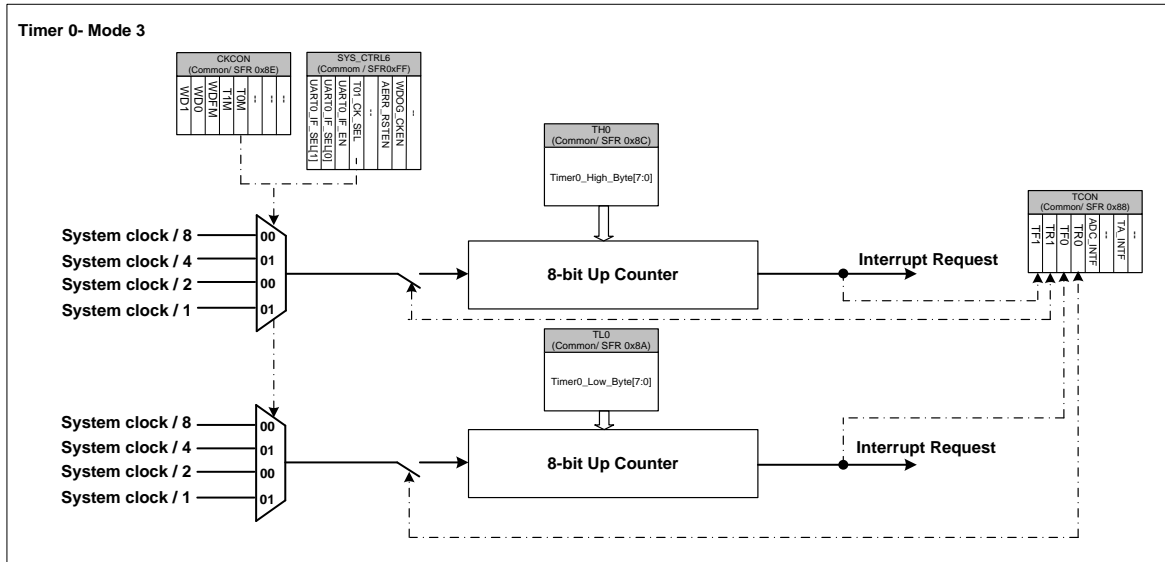 Timer 0- Mode 3
CKCON
(Common/ SFR 0x8E)
WD1
WD0
WDFM
T1M
T0M
--
--
--
SYS_CTRL6
(Commom / SFR0xFF)
UART0_IF_SEL[1]
UART0_IF_SEL[0]
UART0_IF_EN
T01_CK_SEL
--
AERR_RSTEN
WDOG_CKEN
--
TH0
(Common/ SFR 0x8C)
Timer0_High_Byte[7:0]
TCON
(Common/ SFR 0x88)
TF1
TR1
TF0
TR0
ADC_INTF
--
TA_INTF
--
System clock / 8
System clock / 4
System clock / 2
System clock / 1
00
01
00
01
8-bit Up Counter
Interrupt Request
TL0
(Common/ SFR 0x8A)
Timer0_Low_Byte[7:0]
System clock / 8
System clock / 4
System clock / 2
System clock / 1
00
01
00
01
8-bit Up Counter
Interrupt Request